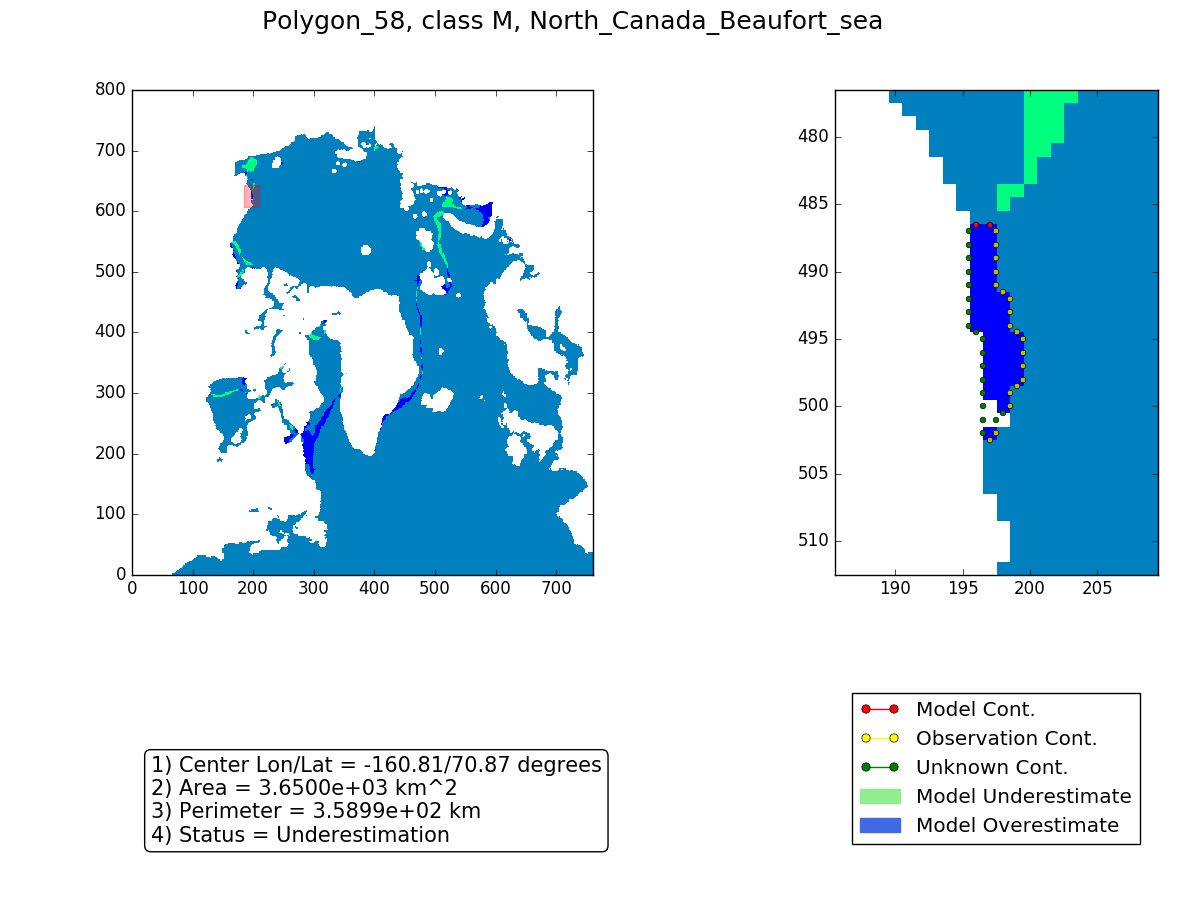 Polygon_58, class M, North_Canada_Beaufort_sea
800
700
600
500
400
300
200
100
0
0 100 200 300 400 500 600 700
480
485
490
495
500
505
510
190 195 200 205
1) Center Lon/Lat = -160.81/70.87 degrees
2) Area = 3.6500e+03 km^2
3) Perimeter = 3.5899e+02 km
4) Status = Underestimation
Model Cont.
Observation Cont.
Unknown Cont.
Model Underestimate
Model Overestimate